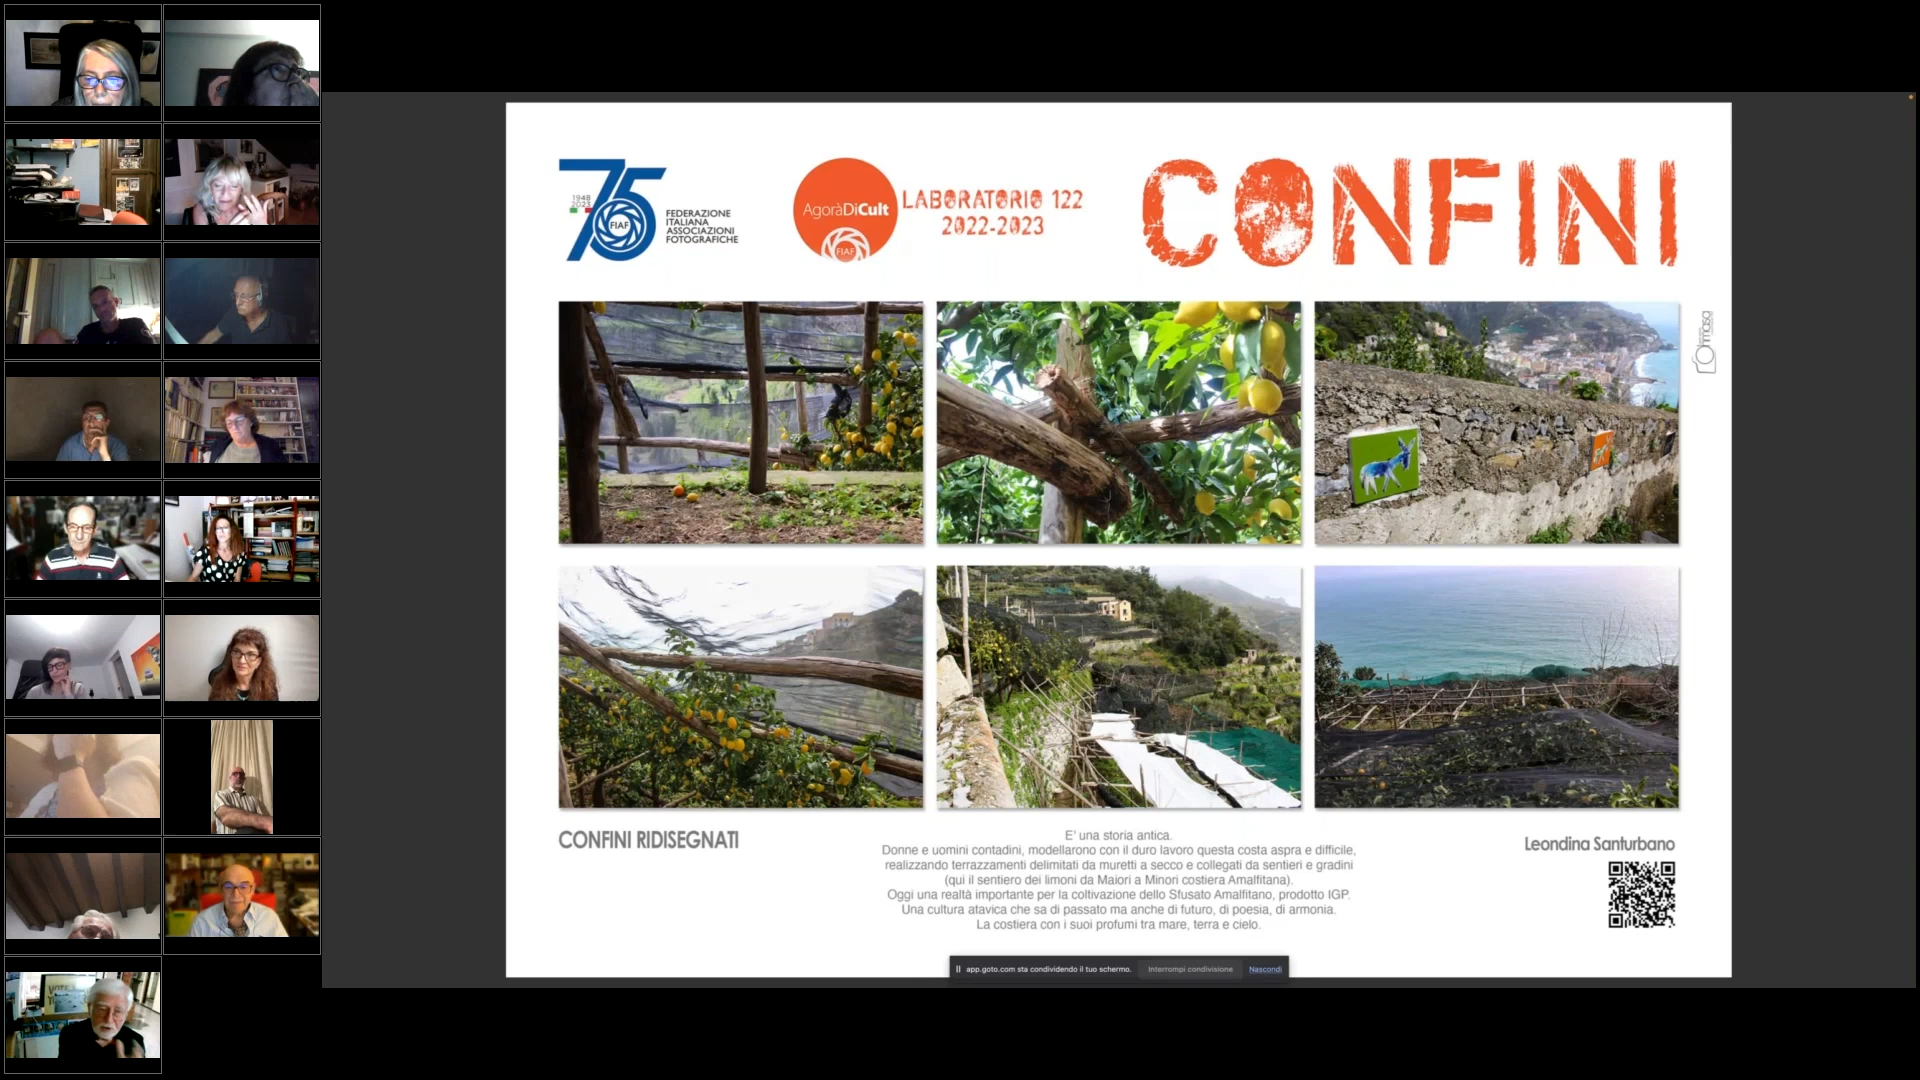 1948
2023
FIAF
FEDERAZIONE
ITALIANA
ASSOCIAZIONI
FOTOGRAFICHE
75
AgoràDiCult
FIAF
LABORATORIO 122
2022-2023
CONFINI
CONFINI RIDISEGNATI
E' una storia antica.
Donne e uomini contadini, modellarono con il duro lavoro questa costa aspra e difficile,
realizzando terrazzamenti delimitati da muretti a secco e collegati da sentieri e gradini
(qui il sentiero dei limoni da Maiori a Minori costiera Amalfitana).
Oggi una realtà importante per la coltivazione dello Sfusato Amalfitano, prodotto IGP.
Una cultura atavica che sa di passato ma anche di futuro, di poesia, di armonia.
La costiera con i suoi profumi tra mare, terra e cielo.
Leondina Santurbano
app.goto.com sta condividendo il tuo schermo.
Interrompi condivisione
Nascondi